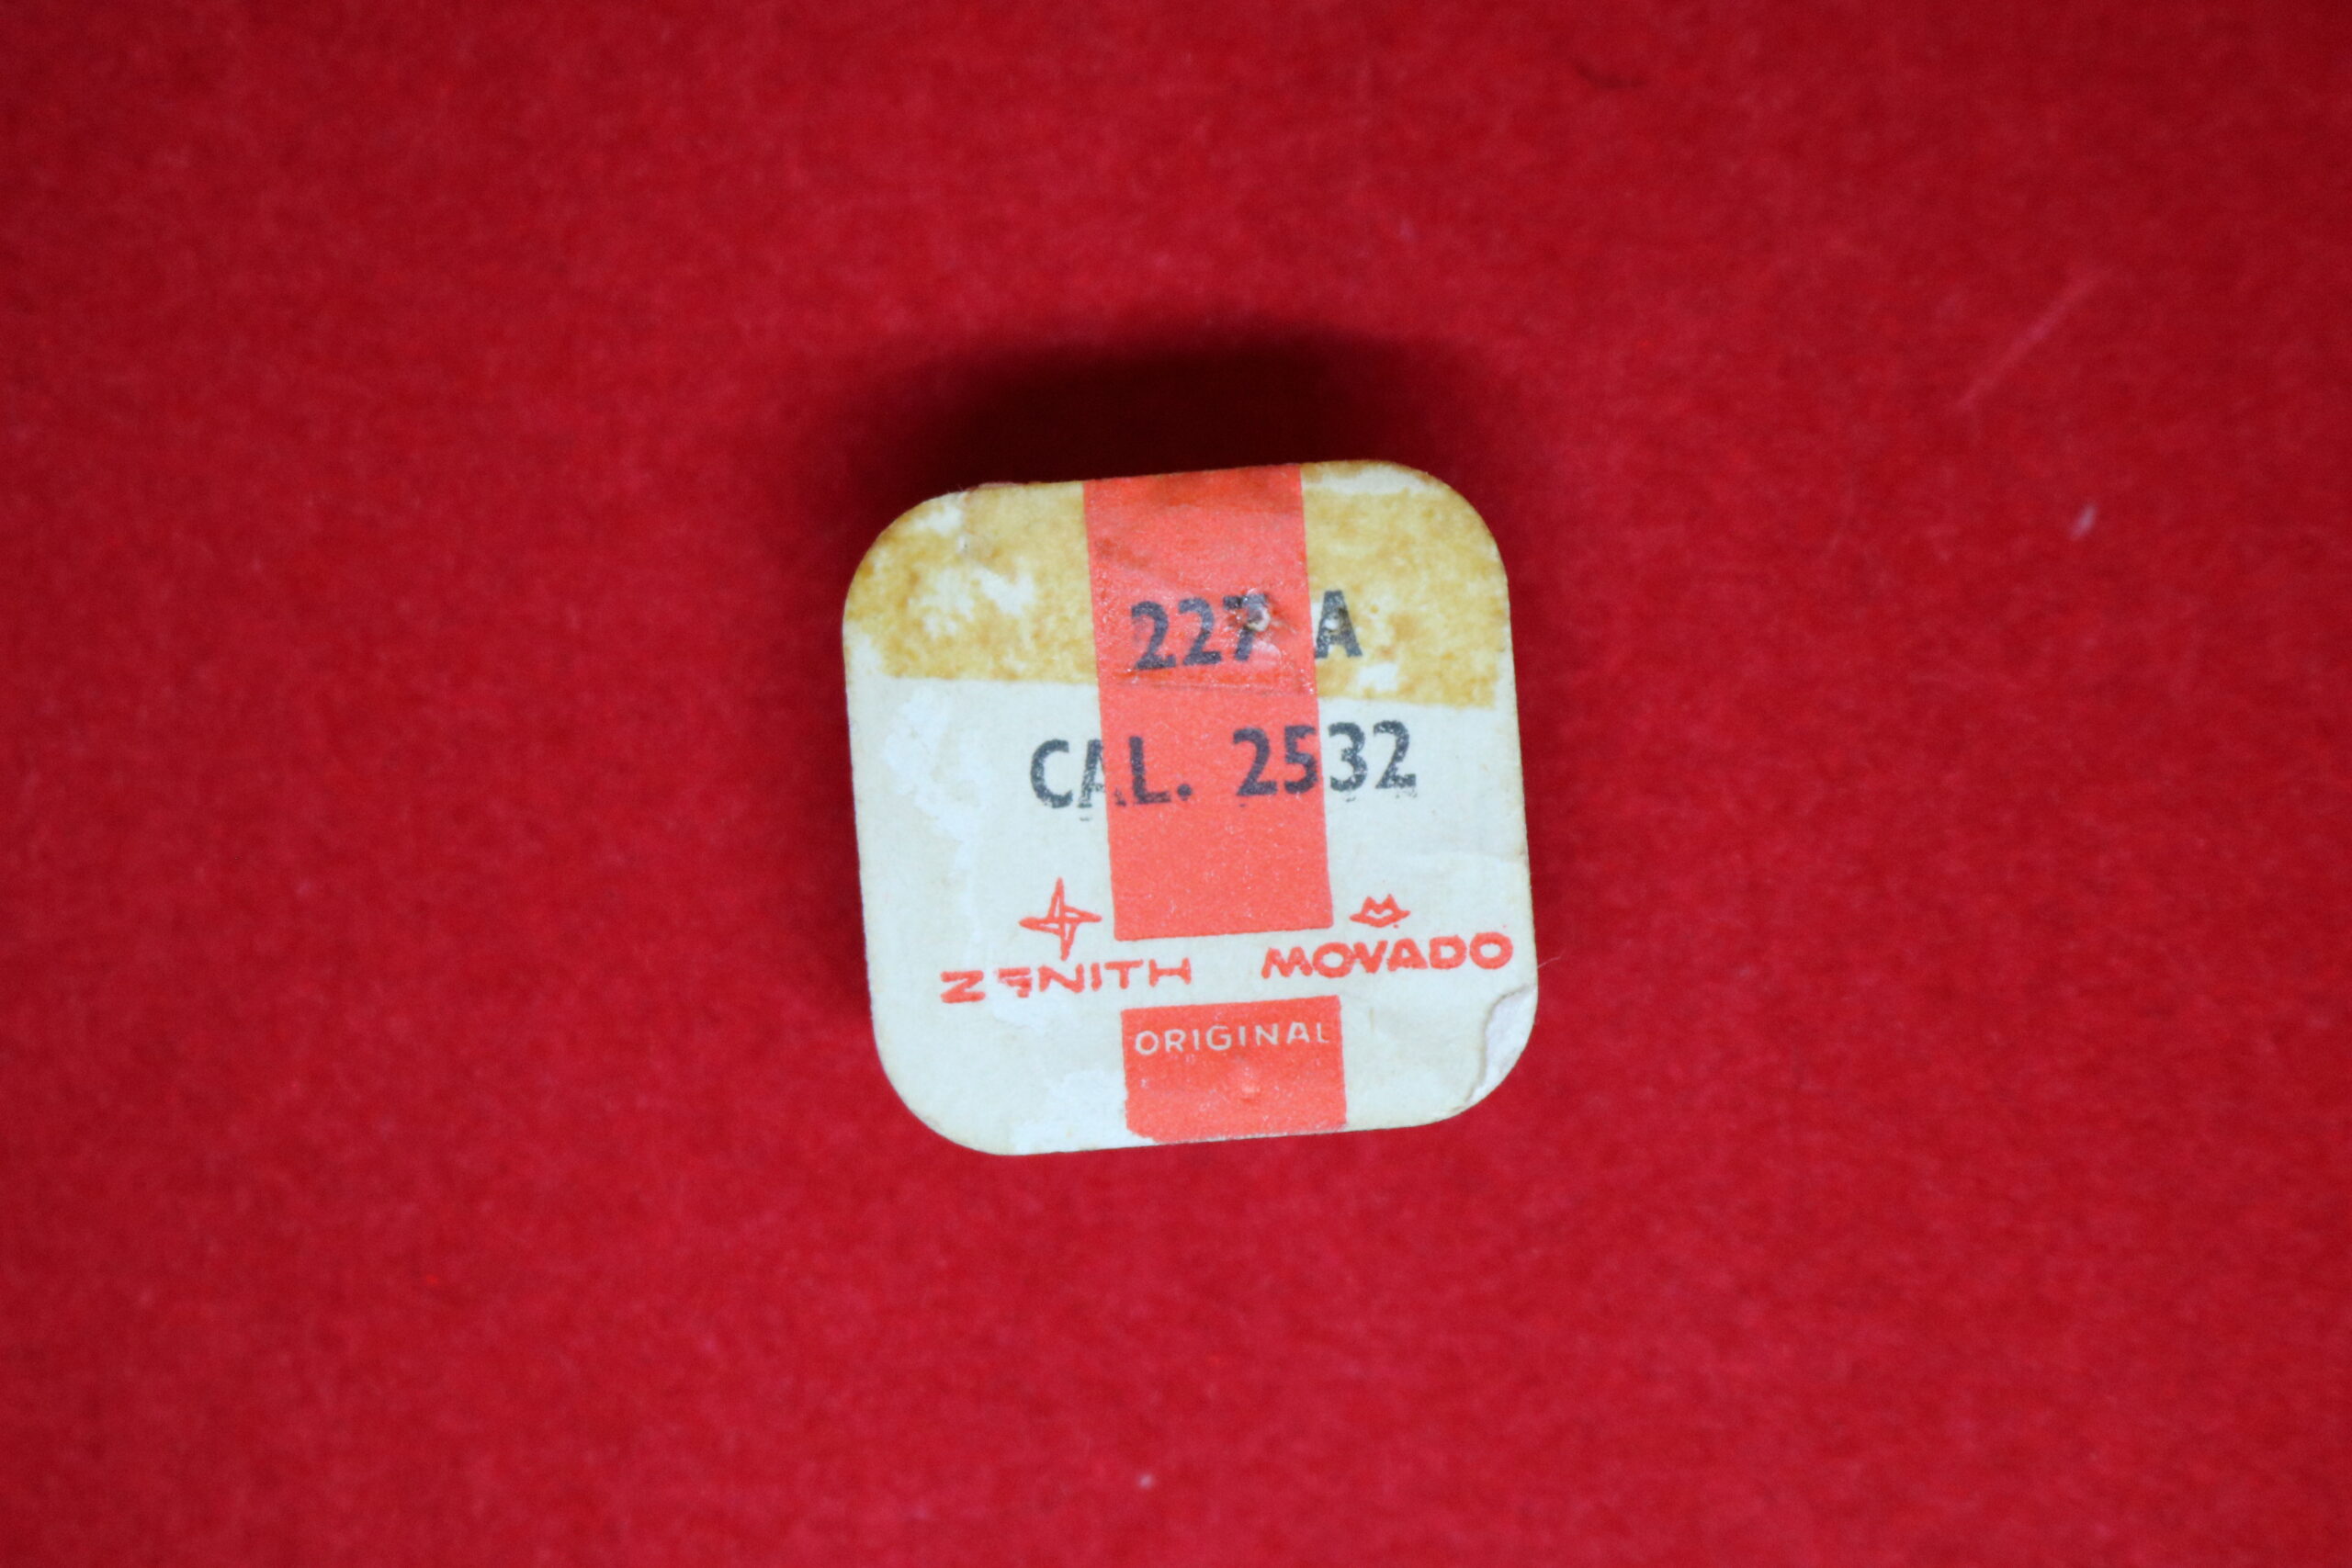 227 A
CAL. 2532
ZENITH MOVADO
ORIGINAL